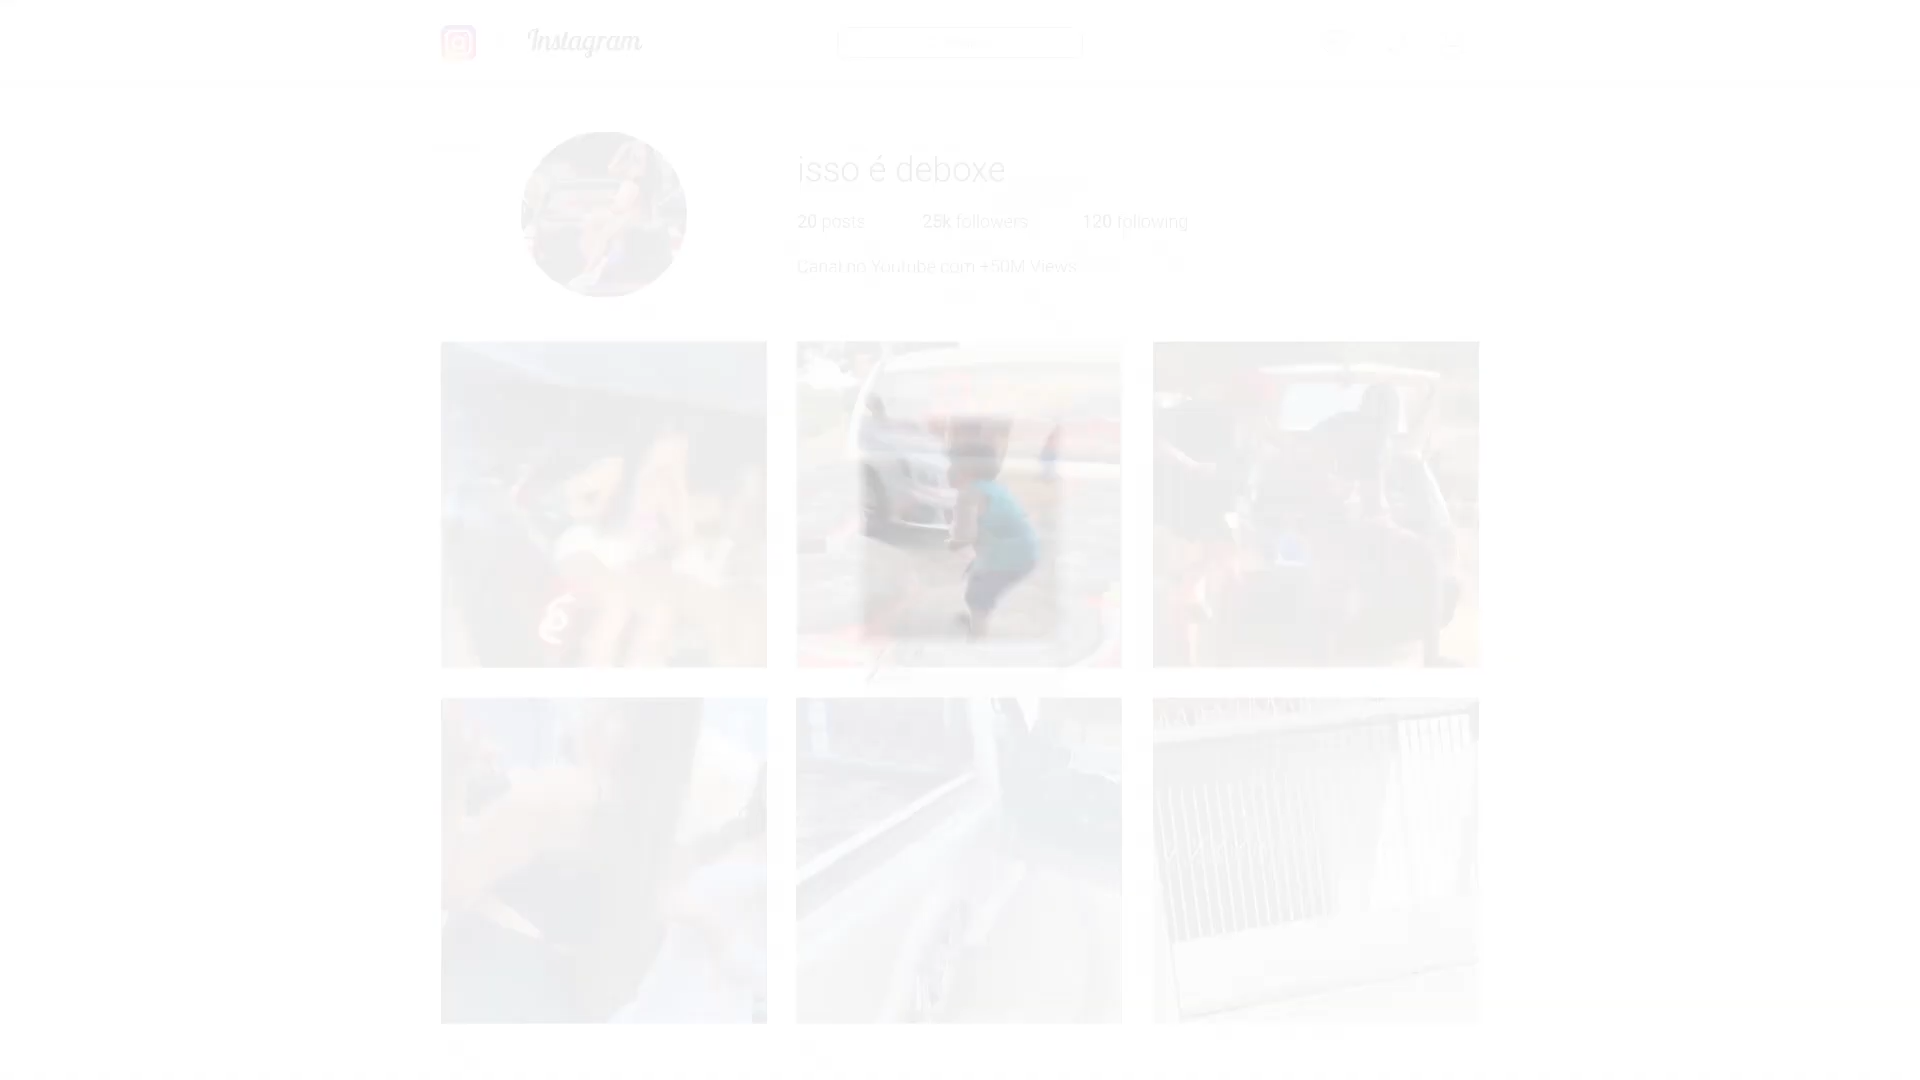 Instagram
isso é deboxe
20 posts 25k followers 120 following
Canal no Youtube com +50M Views